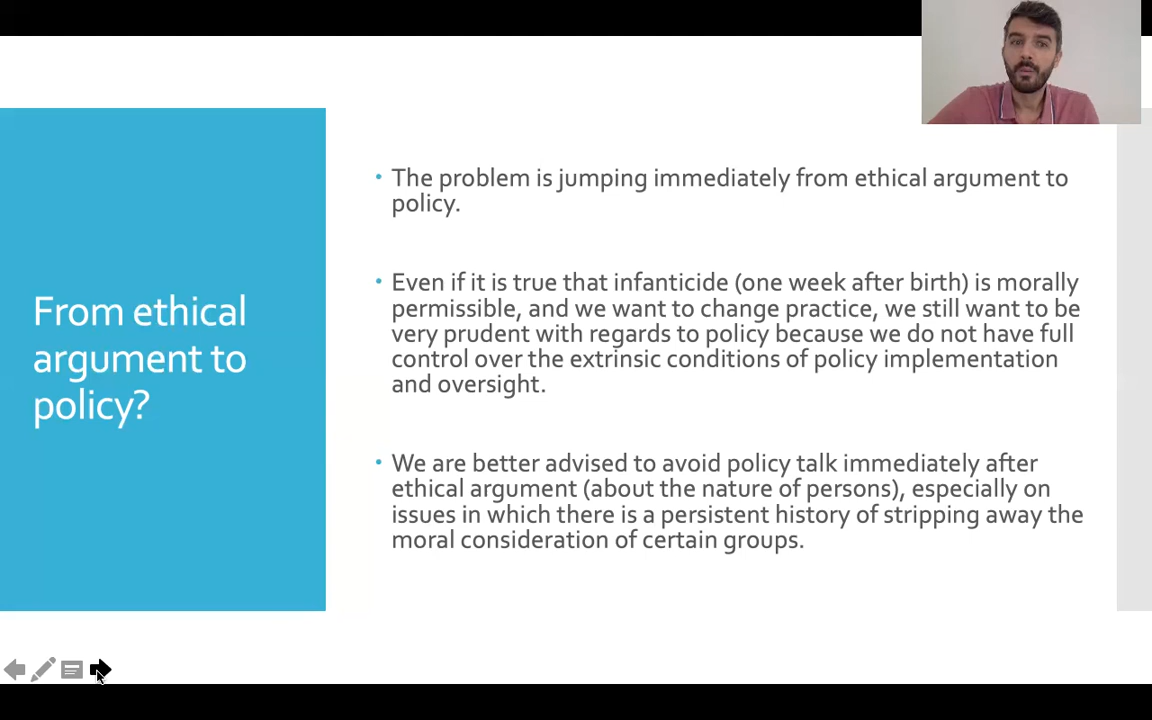 From ethical
argument to
policy?
• The problem is jumping immediately from ethical argument to
policy.
• Even if it is true that infanticide (one week after birth) is morally
permissible, and we want to change practice, we still want to be
very prudent with regards to policy because we do not have full
control over the extrinsic conditions of policy implementation
and oversight.
• We are better advised to avoid policy talk immediately after
ethical argument (about the nature of persons), especially on
issues in which there is a persistent history of stripping away the
moral consideration of certain groups.